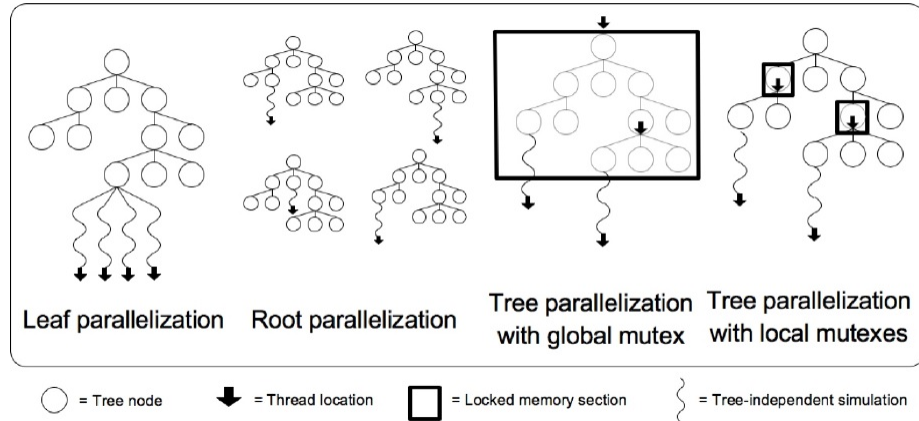 Leaf parallelization
Root parallelization
Tree parallelization
with global mutex
Tree parallelization
with local mutexes
= Tree node
= Thread location
= Locked memory section
= Tree-independent simulation